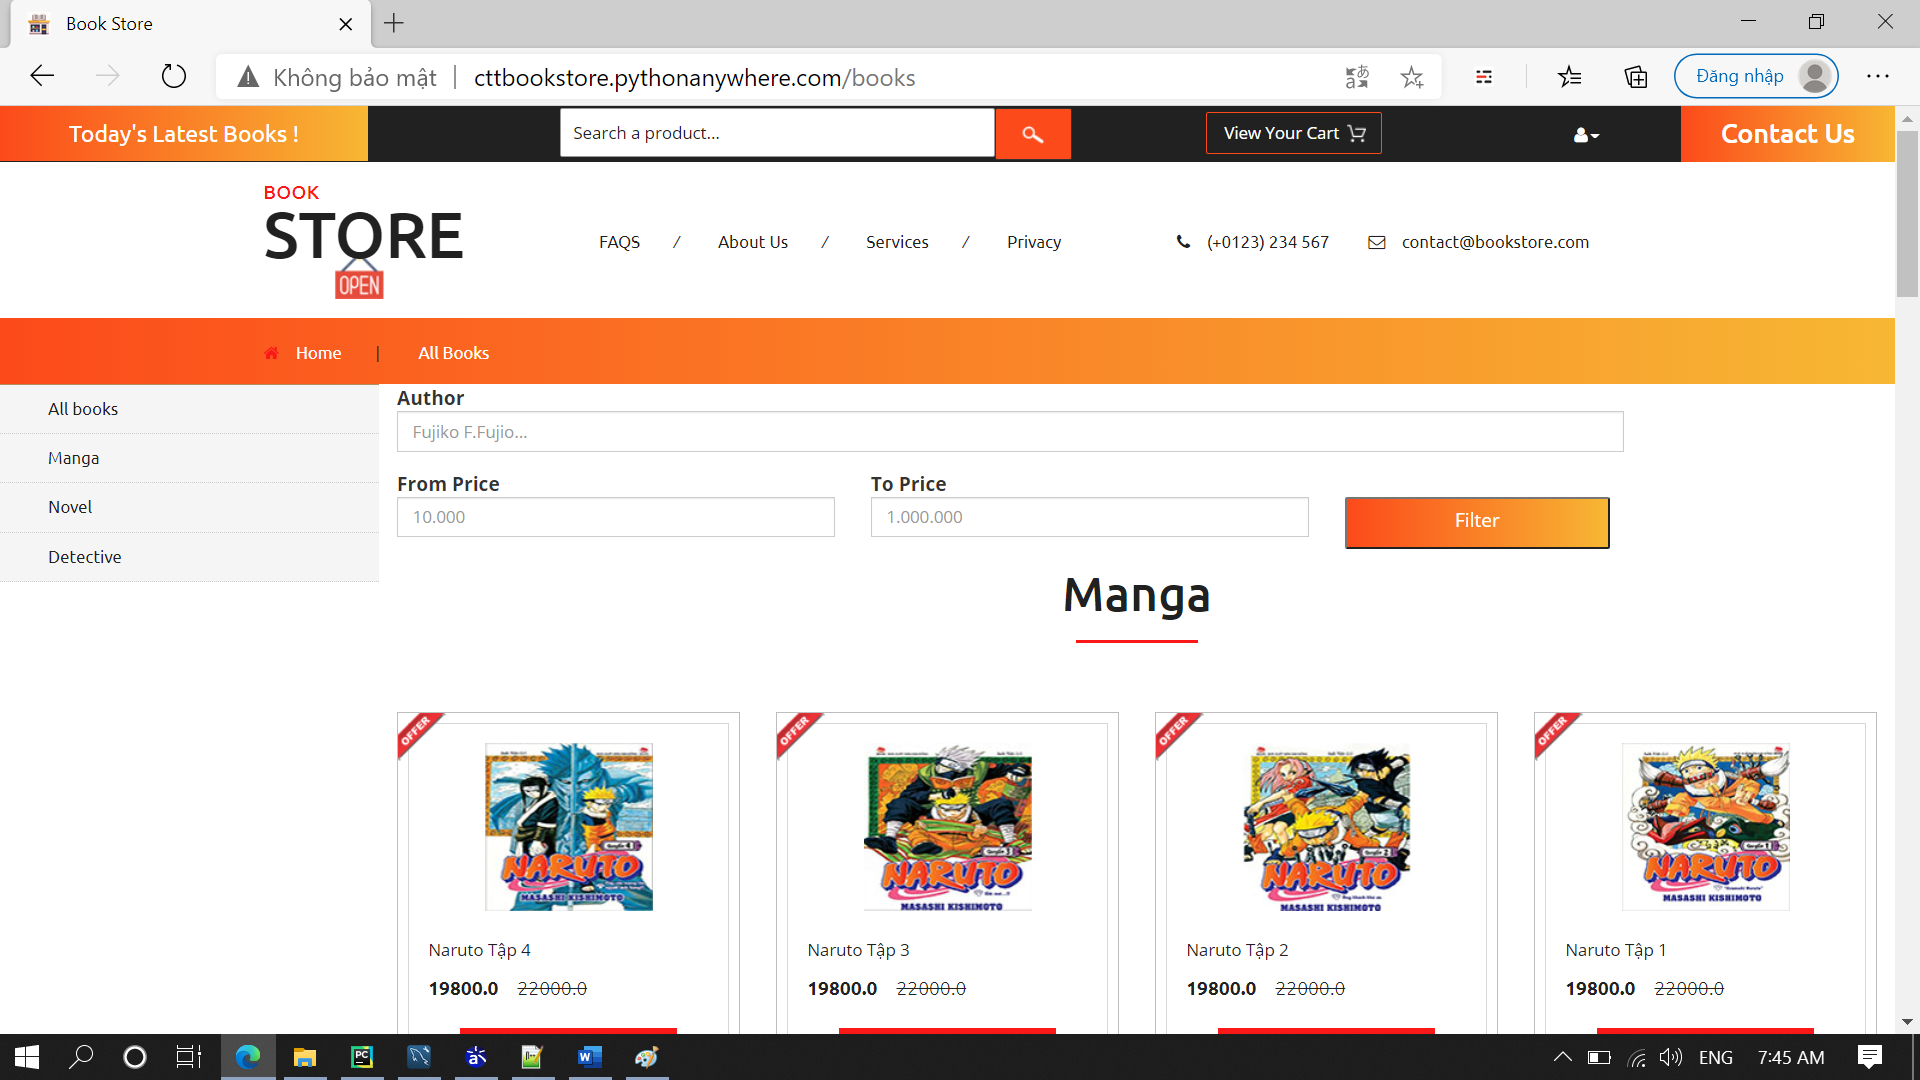 Book Store
Không bảo mật
cttbookstore.pythonanywhere.com/books
Đăng nhập
Today's Latest Books !
Search a product...
View Your Cart
Contact Us
BOOK
STORE
OPEN
FAQS / About Us / Services / Privacy
(+0123) 234 567
contact@bookstore.com
Home | All Books
All books
Manga
Novel
Detective
Author
Fujiko F.Fujio...
From Price
To Price
10.000
1.000.000
Filter
Manga
OFFER
NARUTO
MASASHI KISHIMOTO
Naruto Tập 4
19800.0 22000.0
OFFER
NARUTO
MASASHI KISHIMOTO
Naruto Tập 3
19800.0 22000.0
OFFER
NARUTO
MASASHI KISHIMOTO
Naruto Tập 2
19800.0 22000.0
OFFER
NARUTO
MASASHI KISHIMOTO
Naruto Tập 1
19800.0 22000.0
ENG
7:45 AM